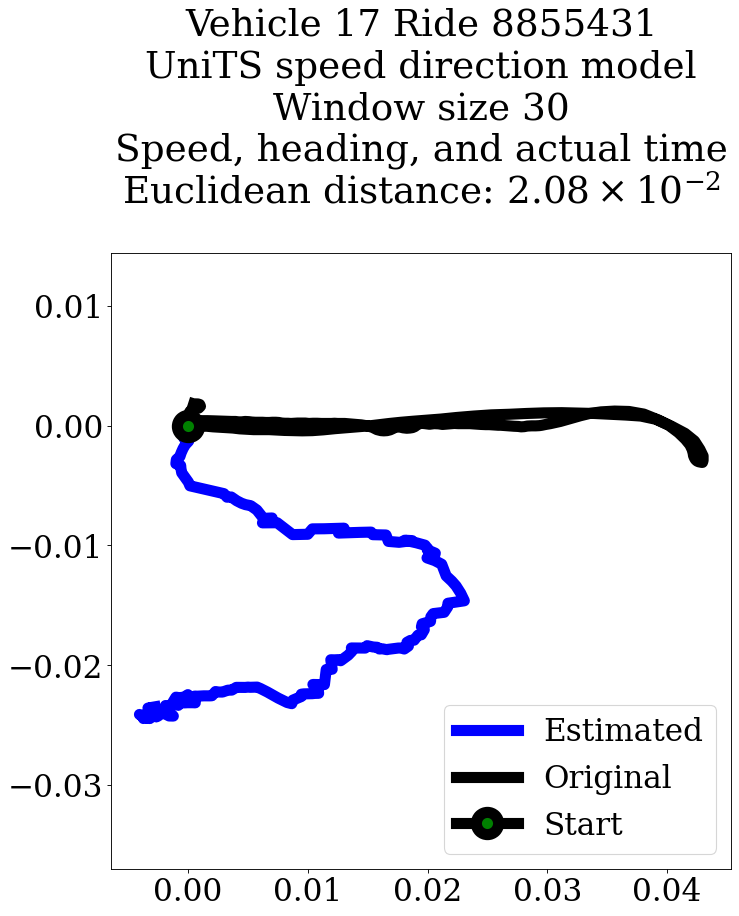 Vehicle 17 Ride 8855431
UniTS speed direction model
Window size 30
Speed, heading, and actual time
Euclidean distance: 2.08 × 10⁻²
0.01
0.00
−0.01
−0.02
−0.03
Estimated
Original
Start
0.00 0.01 0.02 0.03 0.04